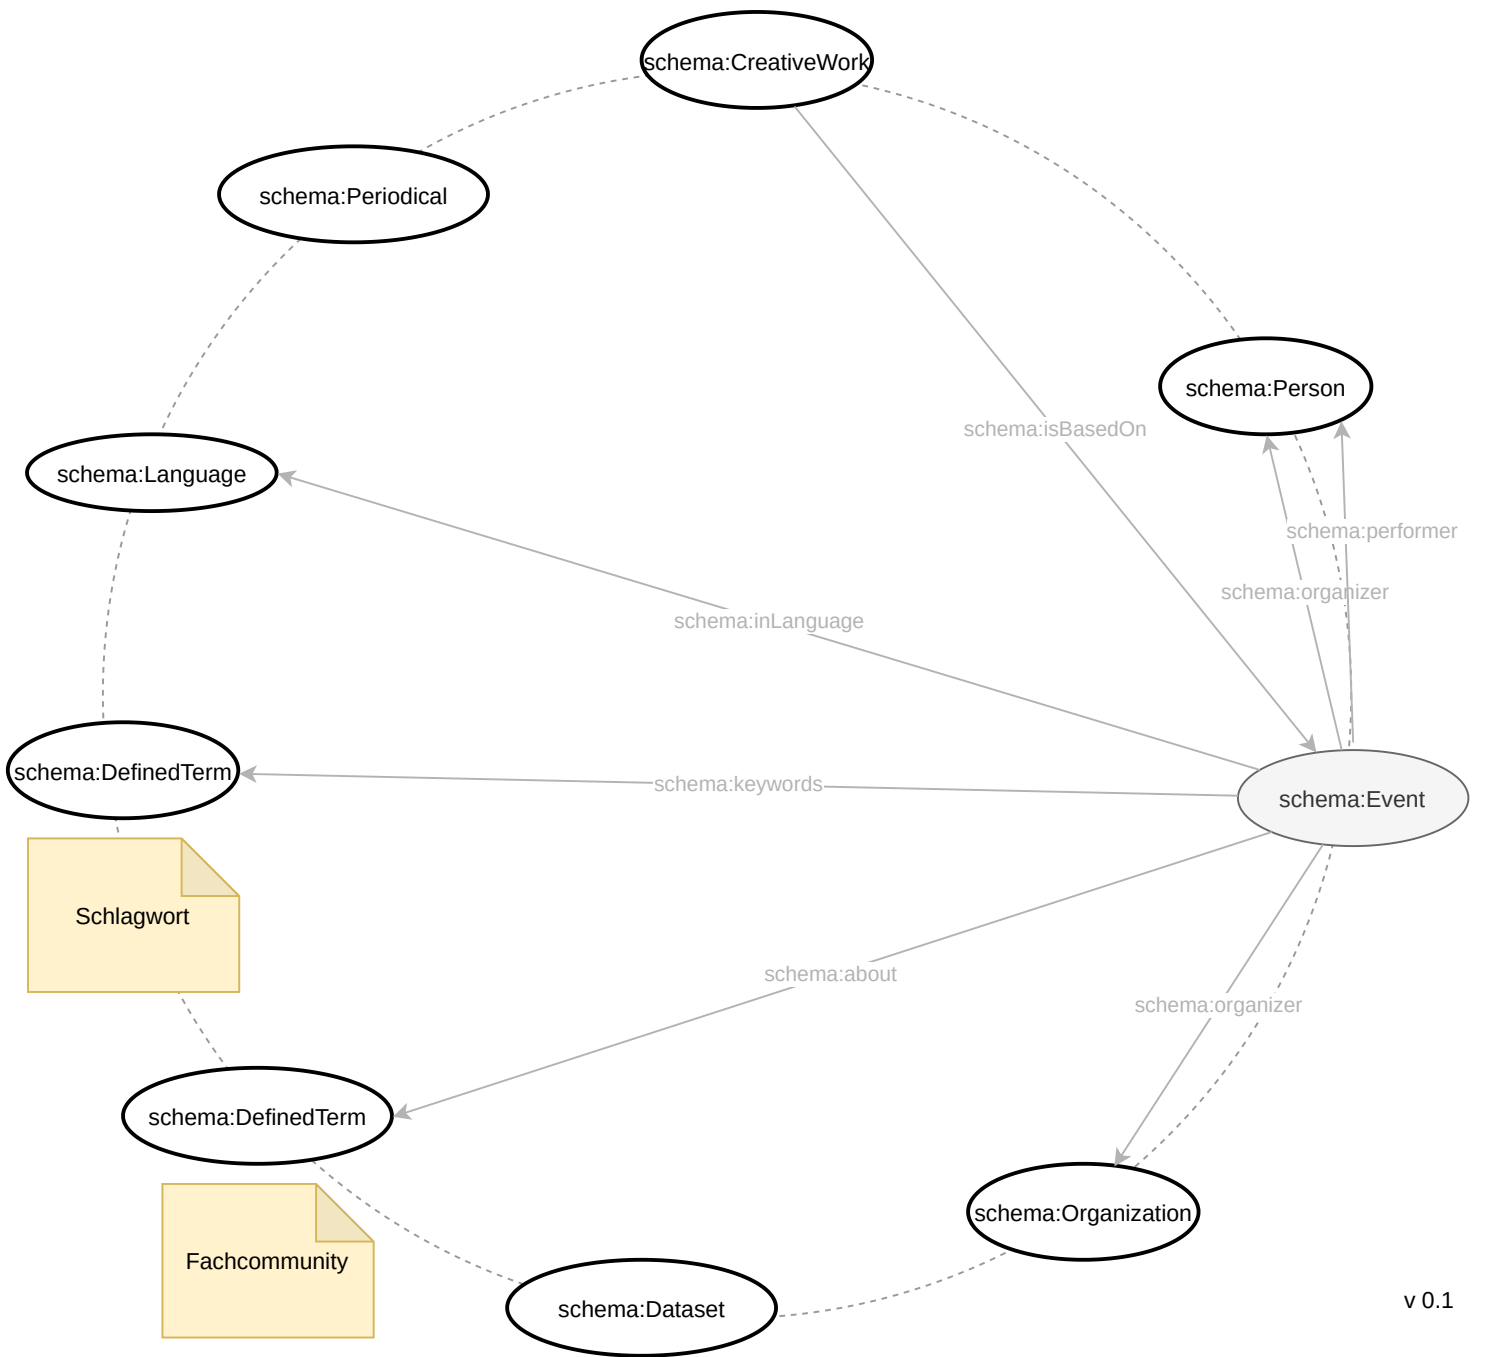 schema:CreativeWork
schema:Periodical
schema:Person
schema:isBasedOn
schema:Language
schema:performer
schema:organizer
schema:inLanguage
schema:DefinedTerm
schema:keywords
schema:Event
Schlagwort
schema:about
schema:organizer
schema:DefinedTerm
schema:Organization
Fachcommunity
schema:Dataset
v 0.1